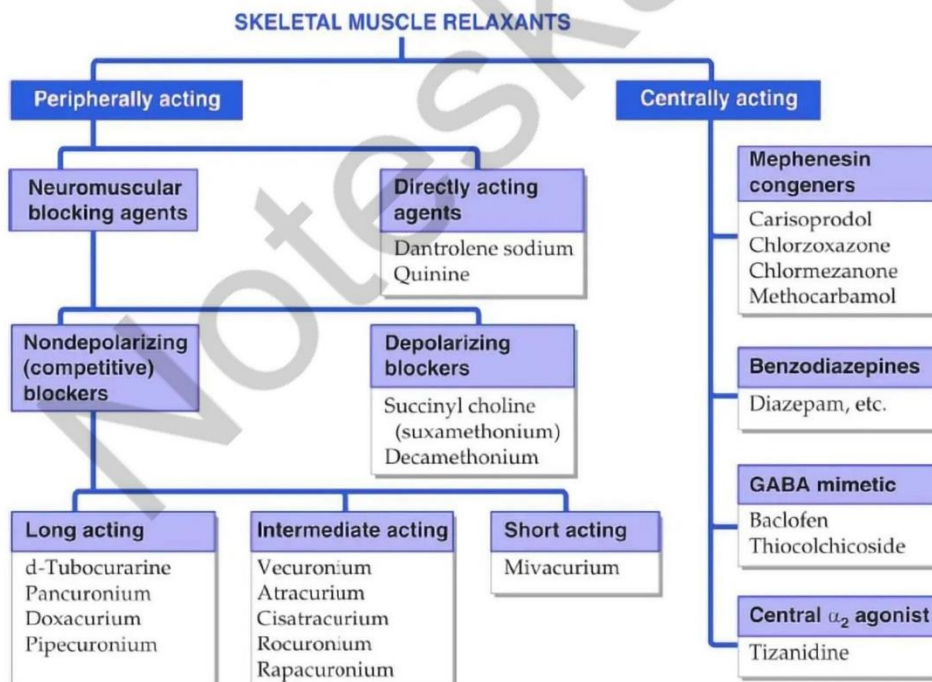 SKELETAL MUSCLE RELAXANTS
Peripherally acting
Centrally acting
Neuromuscular
blocking agents
Directly acting
agents
Dantrolene sodium
Quinine
Nondepolarizing
(competitive)
blockers
Depolarizing
blockers
Succinyl choline
(suxamethonium)
Decamethonium
Long acting
d-Tubocurarine
Pancuronium
Doxacurium
Pipecuronium
Intermediate acting
Vecuronium
Atracurium
Cisatracurium
Rocuronium
Rapacuronium
Short acting
Mivacurium
Mephenesin
congeners
Carisoprodol
Chlorzoxazone
Chlormezanone
Methocarbamol
Benzodiazepines
Diazepam, etc.
GABA mimetic
Baclofen
Thiocolchicoside
Central α₂ agonist
Tizanidine